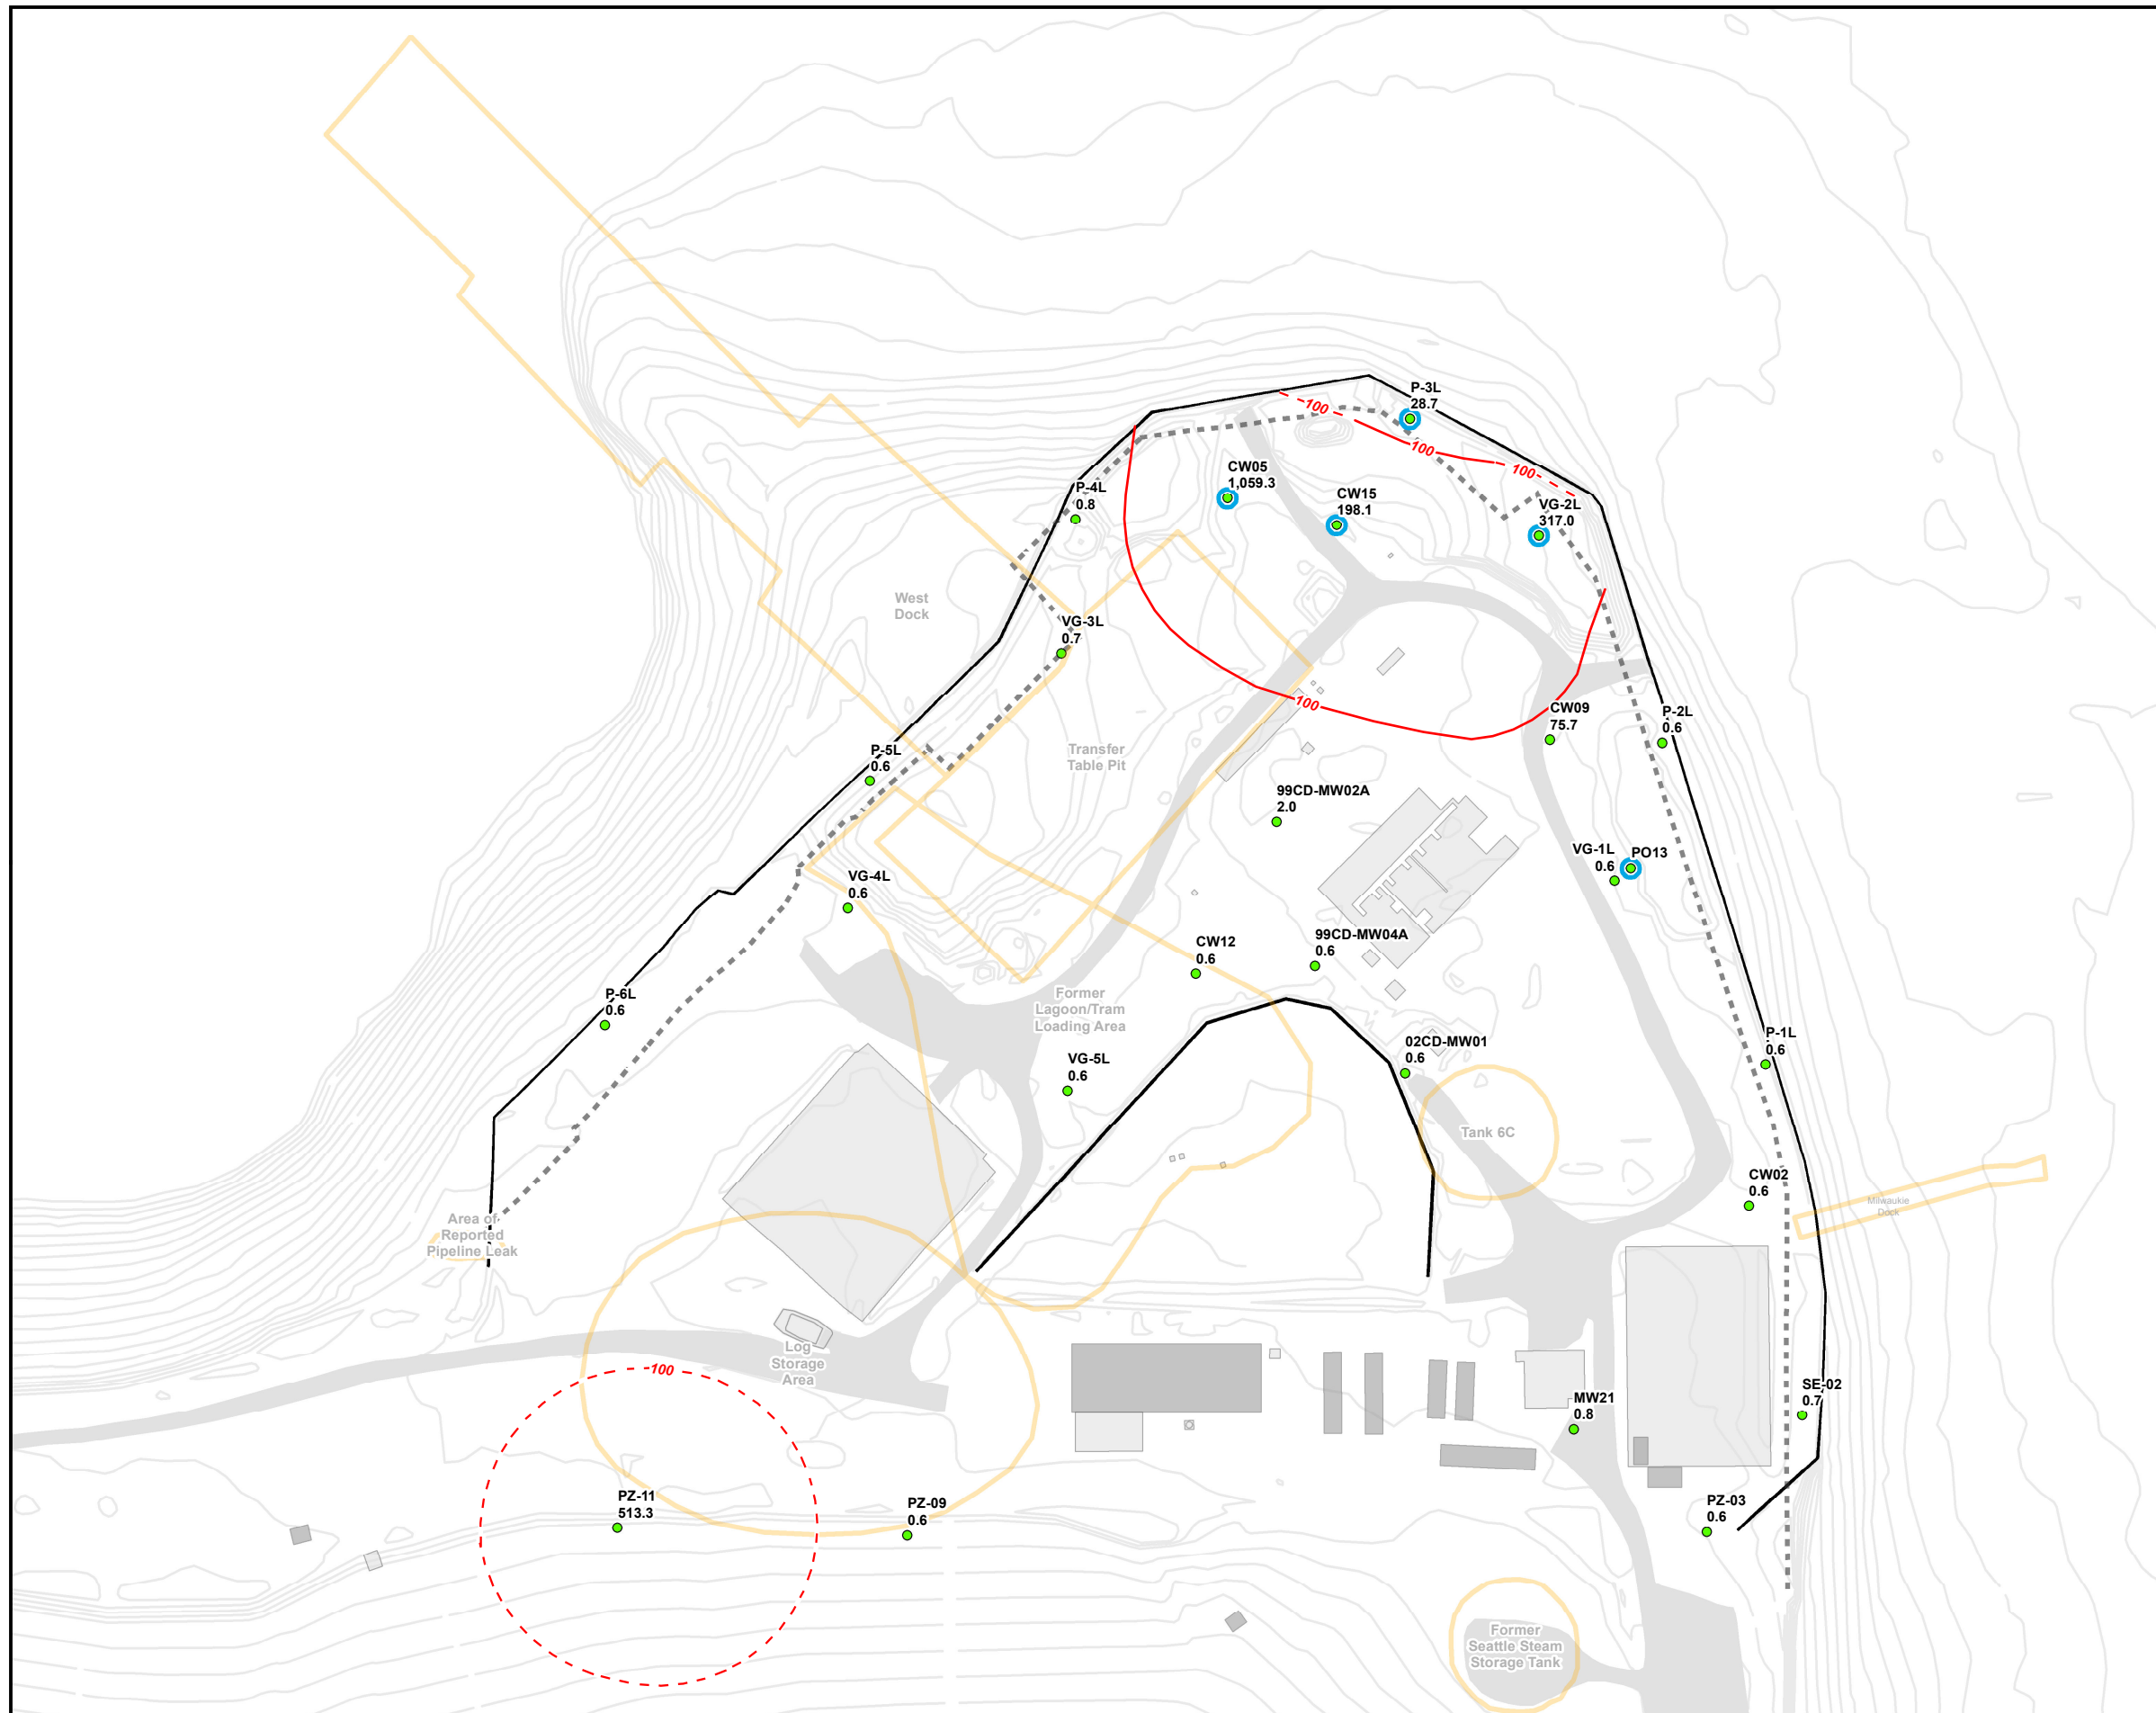 P-3L
28.7
100
100
100
CW05
1,059.3
P-4L
0.8
CW15
198.1
VG-2L
317.0
West
Dock
VG-3L
0.7
100
CW09
75.7
P-2L
0.6
P-5L
0.6
Transfer
Table Pit
99CD-MW02A
2.0
VG-1L
0.6
PO13
VG-4L
0.6
CW12
0.6
99CD-MW04A
0.6
P-6L
0.6
Former
Lagoon/Tram
Loading Area
P-1L
0.6
02CD-MW01
0.6
VG-5L
0.6
Tank 6C
CW02
0.6
Milwaukie
Dock
Area of
Reported
Pipeline Leak
Log
Storage
Area
100
SE-02
0.7
MW21
0.8
PZ-11
513.3
PZ-09
0.6
PZ-03
0.6
Former
Seattle Steam
Storage Tank